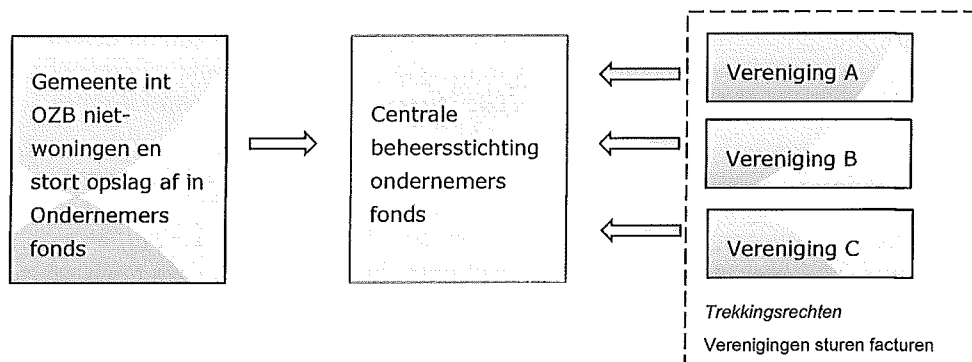 Gemeente int
OZB niet-
woningen en
stort opslag af in
Ondernemers
fonds
Centrale
beheersstichting
ondernemers
fonds
Vereniging A
Vereniging B
Vereniging C
Trekkingsrechten
Verenigingen sturen facturen